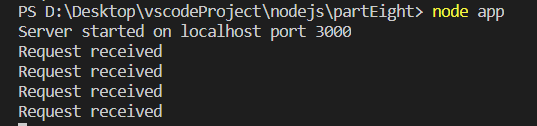 PS D:\Desktop\vscodeProject\nodejs\partEight> node app
Server started on localhost port 3000
Request received
Request received
Request received
Request received